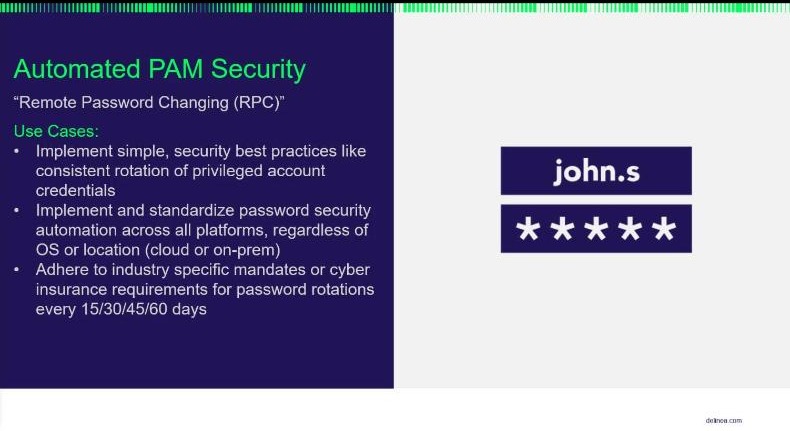 Automated PAM Security
“Remote Password Changing (RPC)”
Use Cases:
• Implement simple, security best practices like
consistent rotation of privileged account
credentials
• Implement and standardize password security
automation across all platforms, regardless of
OS or location (cloud or on-prem)
• Adhere to industry specific mandates or cyber
insurance requirements for password rotations
every 15/30/45/60 days
john.s
*****
delinea.com